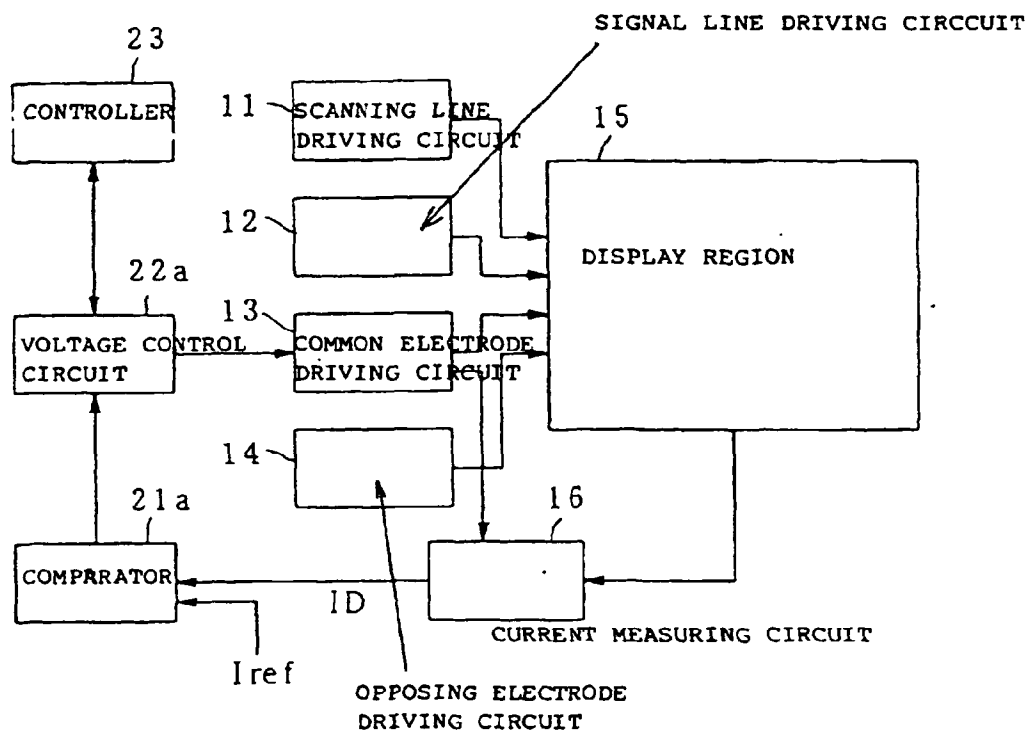 SIGNAL LINE DRIVING CIRCCUIT
23
CONTROLLER
11
SCANNING LINE
DRIVING CIRCUIT
15
12
DISPLAY REGION
22a
VOLTAGE CONTROL
CIRCUIT
13
COMMON ELECTRODE
DRIVING CIRCUIT
14
21a
COMPARATOR
16
ID
CURRENT MEASURING CIRCUIT
Iref
OPPOSING ELECTRODE
DRIVING CIRCUIT